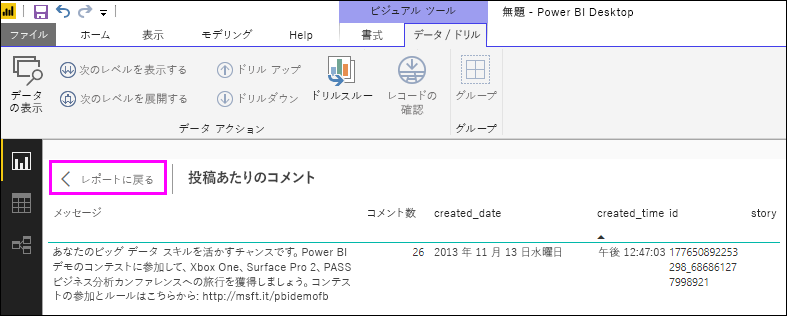 ビジュアル ツール
無題 - Power BI Desktop
ファイル ホーム 表示 モデリング Help 書式 データ / ドリル
データ
の表示
次のレベルを表示する
次のレベルを展開する
ドリル アップ
ドリルダウン
ドリルスルー
レコードの
確認
グループ
データ アクション
グループ
レポートに戻る
投稿あたりのコメント
メッセージ コメント数 created_date created_time id story
あなたのビッグ データ スキルを活かすチャンスです。Power BI 26 2013 年 11 月 13 日水曜日 午後 12:47:03 177650892253
デモのコンテストに参加して、Xbox One、Surface Pro 2、PASS 298_68686127
ビジネス分析カンファレンスへの旅行を獲得しましょう。コンテス 7998921
トの参加とルールはこちらから: http://msft.it/pbidemofb